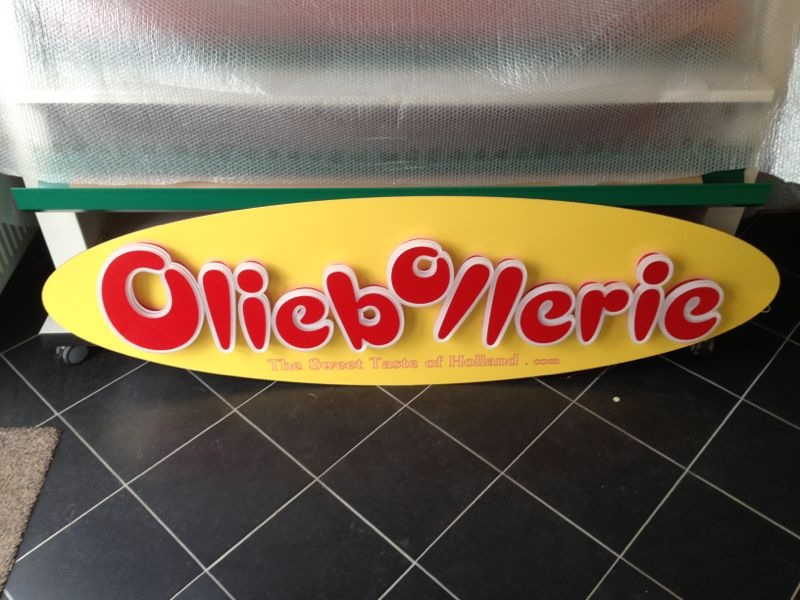 Oliebollerie
The Sweet Taste of Holland . com